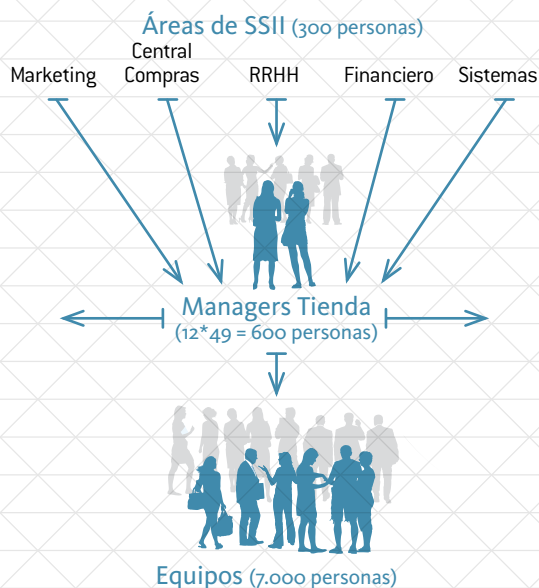 Áreas de SSII (300 personas)
Marketing
Central
Compras
RRHH
Financiero
Sistemas
Managers Tienda
(12*49 = 600 personas)
Equipos (7.000 personas)